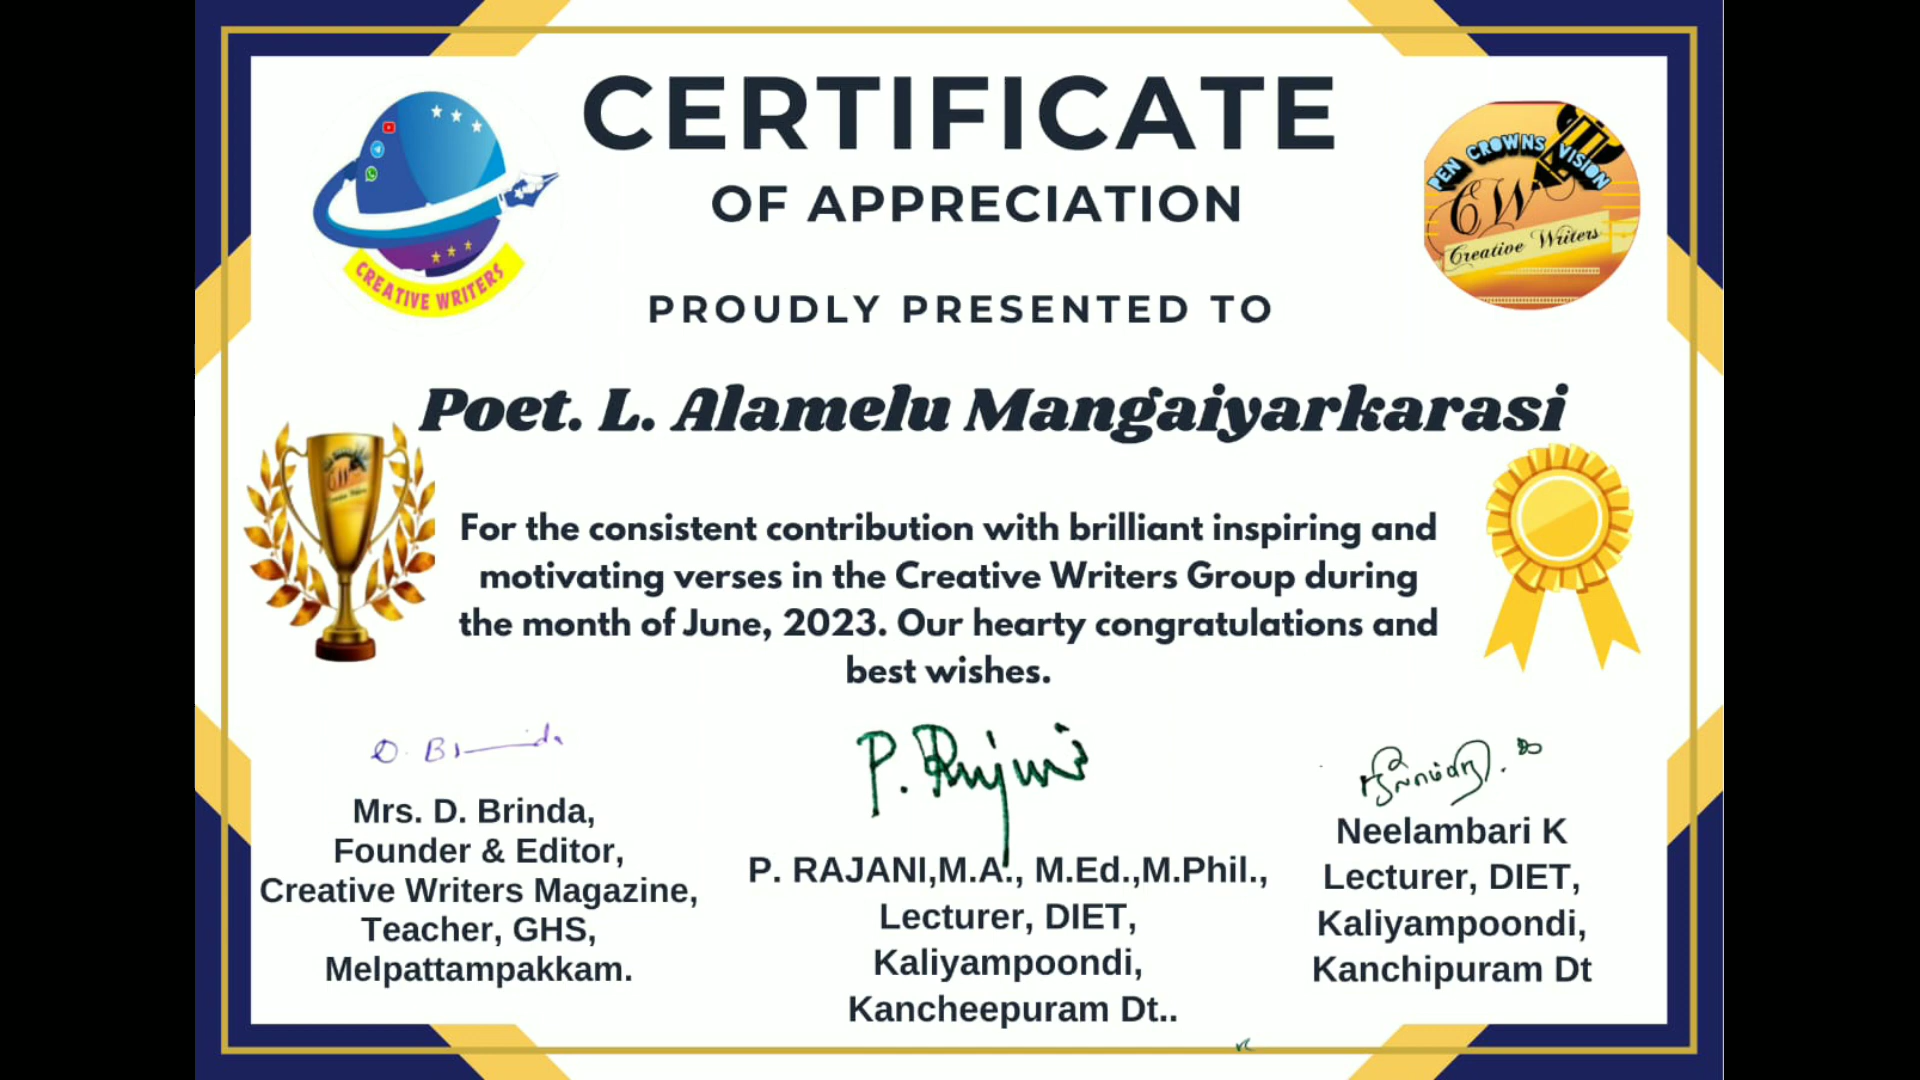 CERTIFICATE
OF APPRECIATION
PEN CROWNS VISION
CW
Creative Writers
CREATIVE WRITERS
PROUDLY PRESENTED TO
Poet. L. Alamelu Mangaiyarkarasi
For the consistent contribution with brilliant inspiring and
motivating verses in the Creative Writers Group during
the month of June, 2023. Our hearty congratulations and
best wishes.
D. Brinda
Mrs. D. Brinda,
Founder & Editor,
Creative Writers Magazine,
Teacher, GHS,
Melpattampakkam.
P. Rajani
P. RAJANI,M.A., M.Ed.,M.Phil.,
Lecturer, DIET,
Kaliyampoondi,
Kancheepuram Dt..
Neelambari K
Lecturer, DIET,
Kaliyampoondi,
Kanchipuram Dt